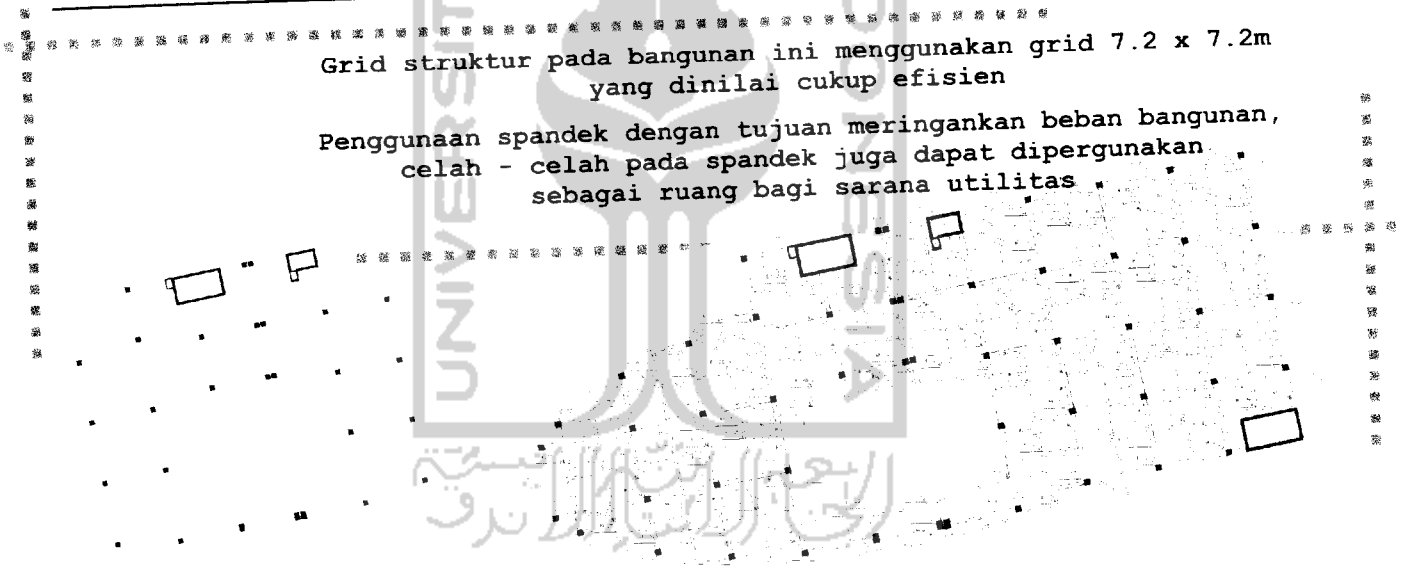 Grid struktur pada bangunan ini menggunakan grid 7.2 x 7.2m
yang dinilai cukup efisien
Penggunaan spandek dengan tujuan meringankan beban bangunan,
celah - celah pada spandek juga dapat dipergunakan
sebagai ruang bagi sarana utilitas